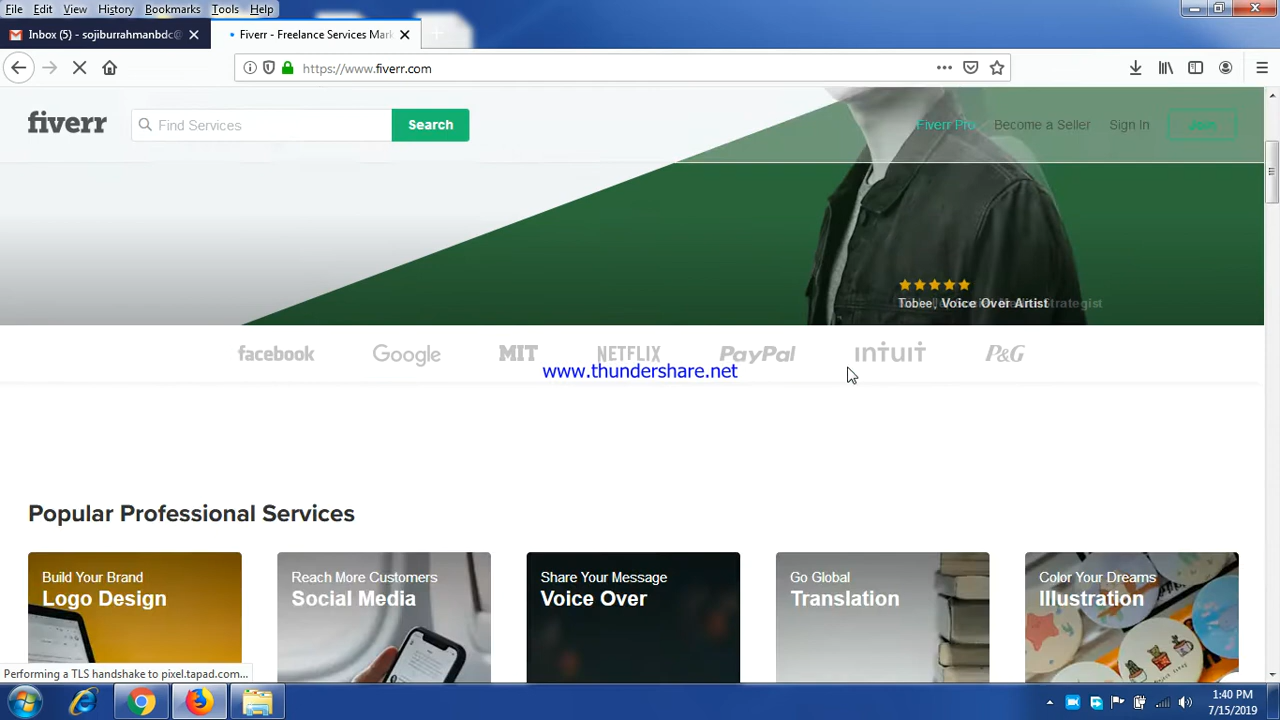 File Edit View History Bookmarks Tools Help
Inbox (5) - sojiburrahmanbdc@
Fiverr - Freelance Services Mark
https://www.fiverr.com
fiverr
Find Services
Search
Fiverr Pro
Become a Seller
Sign In
Join
Tobee, Voice Over Artist
facebook Google MIT NETFLIX PayPal intuit P&G
www.thundershare.net
Popular Professional Services
Build Your Brand
Logo Design
Reach More Customers
Social Media
Share Your Message
Voice Over
Go Global
Translation
Color Your Dreams
Illustration
Performing a TLS handshake to pixel.tapad.com...
1:40 PM
7/15/2019